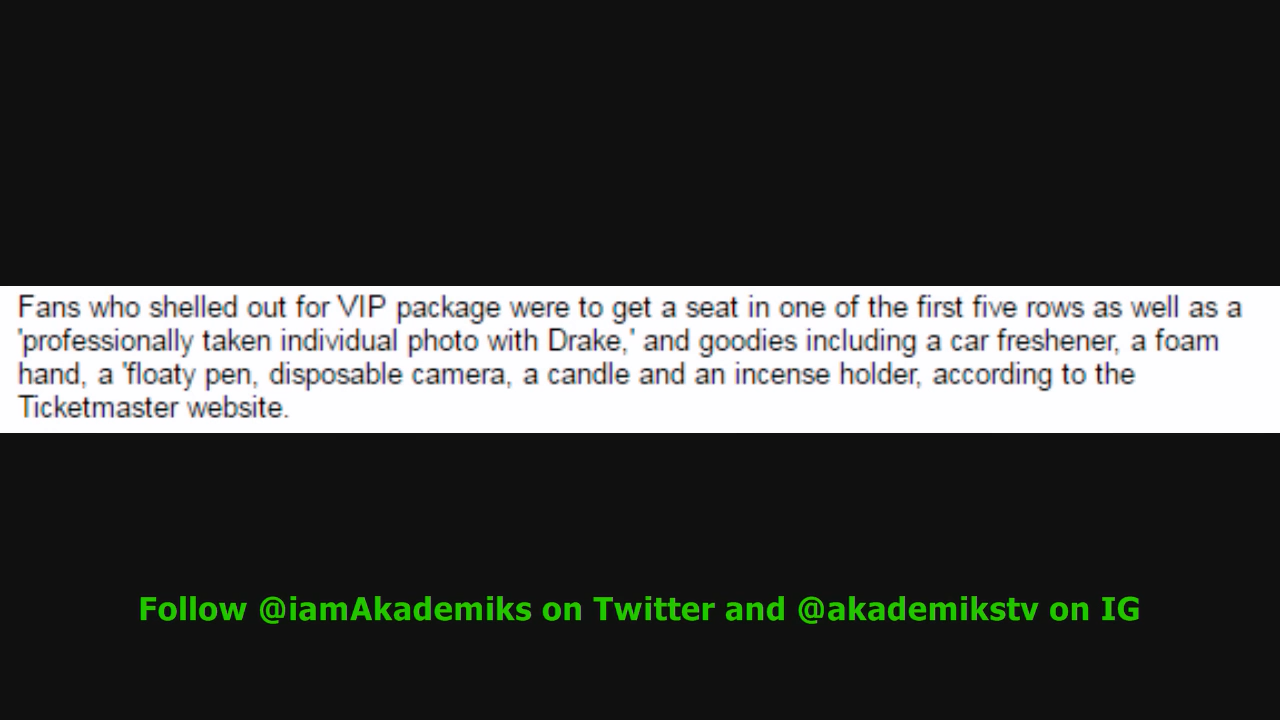 Fans who shelled out for VIP package were to get a seat in one of the first five rows as well as a
'professionally taken individual photo with Drake,' and goodies including a car freshener, a foam
hand, a 'floaty pen, disposable camera, a candle and an incense holder, according to the
Ticketmaster website.
Follow @iamAkademiks on Twitter and @akademikstv on IG